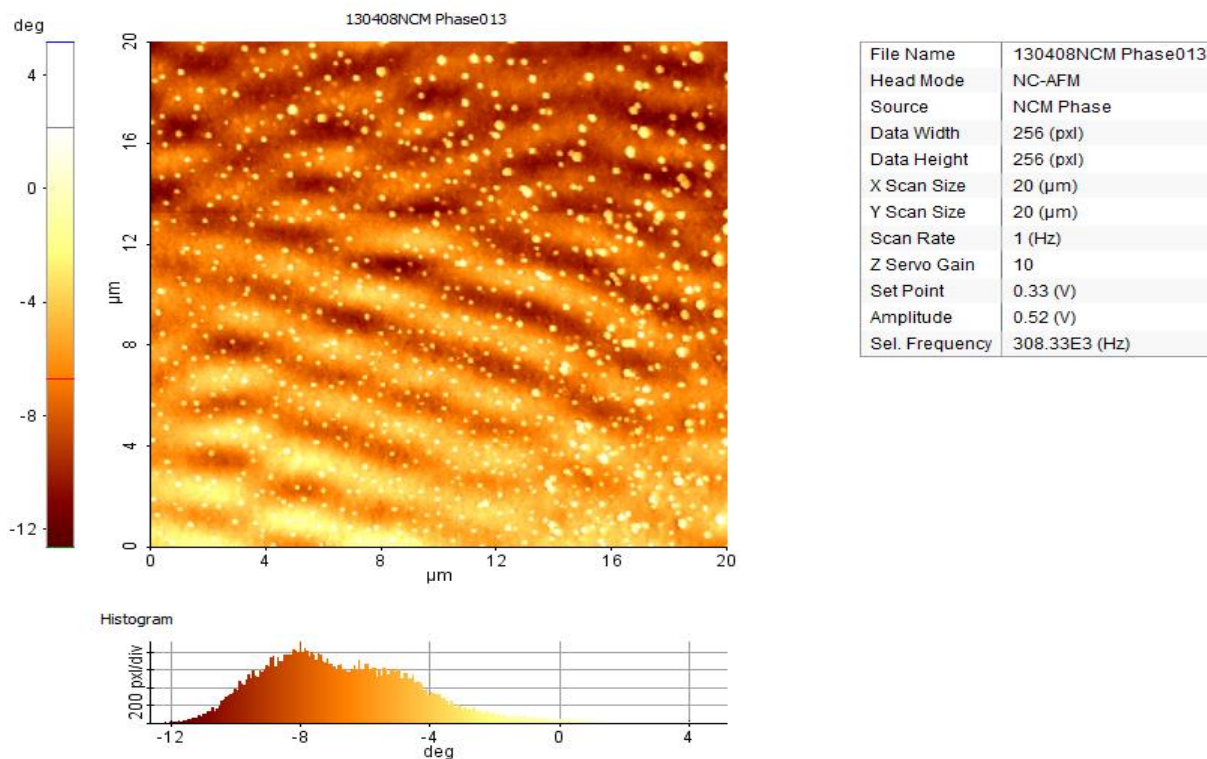 130408NCM Phase013
deg
4
0
-4
-8
-12
20
16
12
8
4
0
µm
0 4 8 12 16 20
µm
File Name 130408NCM Phase013
Head Mode NC-AFM
Source NCM Phase
Data Width 256 (pxl)
Data Height 256 (pxl)
X Scan Size 20 (µm)
Y Scan Size 20 (µm)
Scan Rate 1 (Hz)
Z Servo Gain 10
Set Point 0.33 (V)
Amplitude 0.52 (V)
Sel. Frequency 308.33E3 (Hz)
Histogram
200 pxl/div
-12 -8 -4 0 4
deg